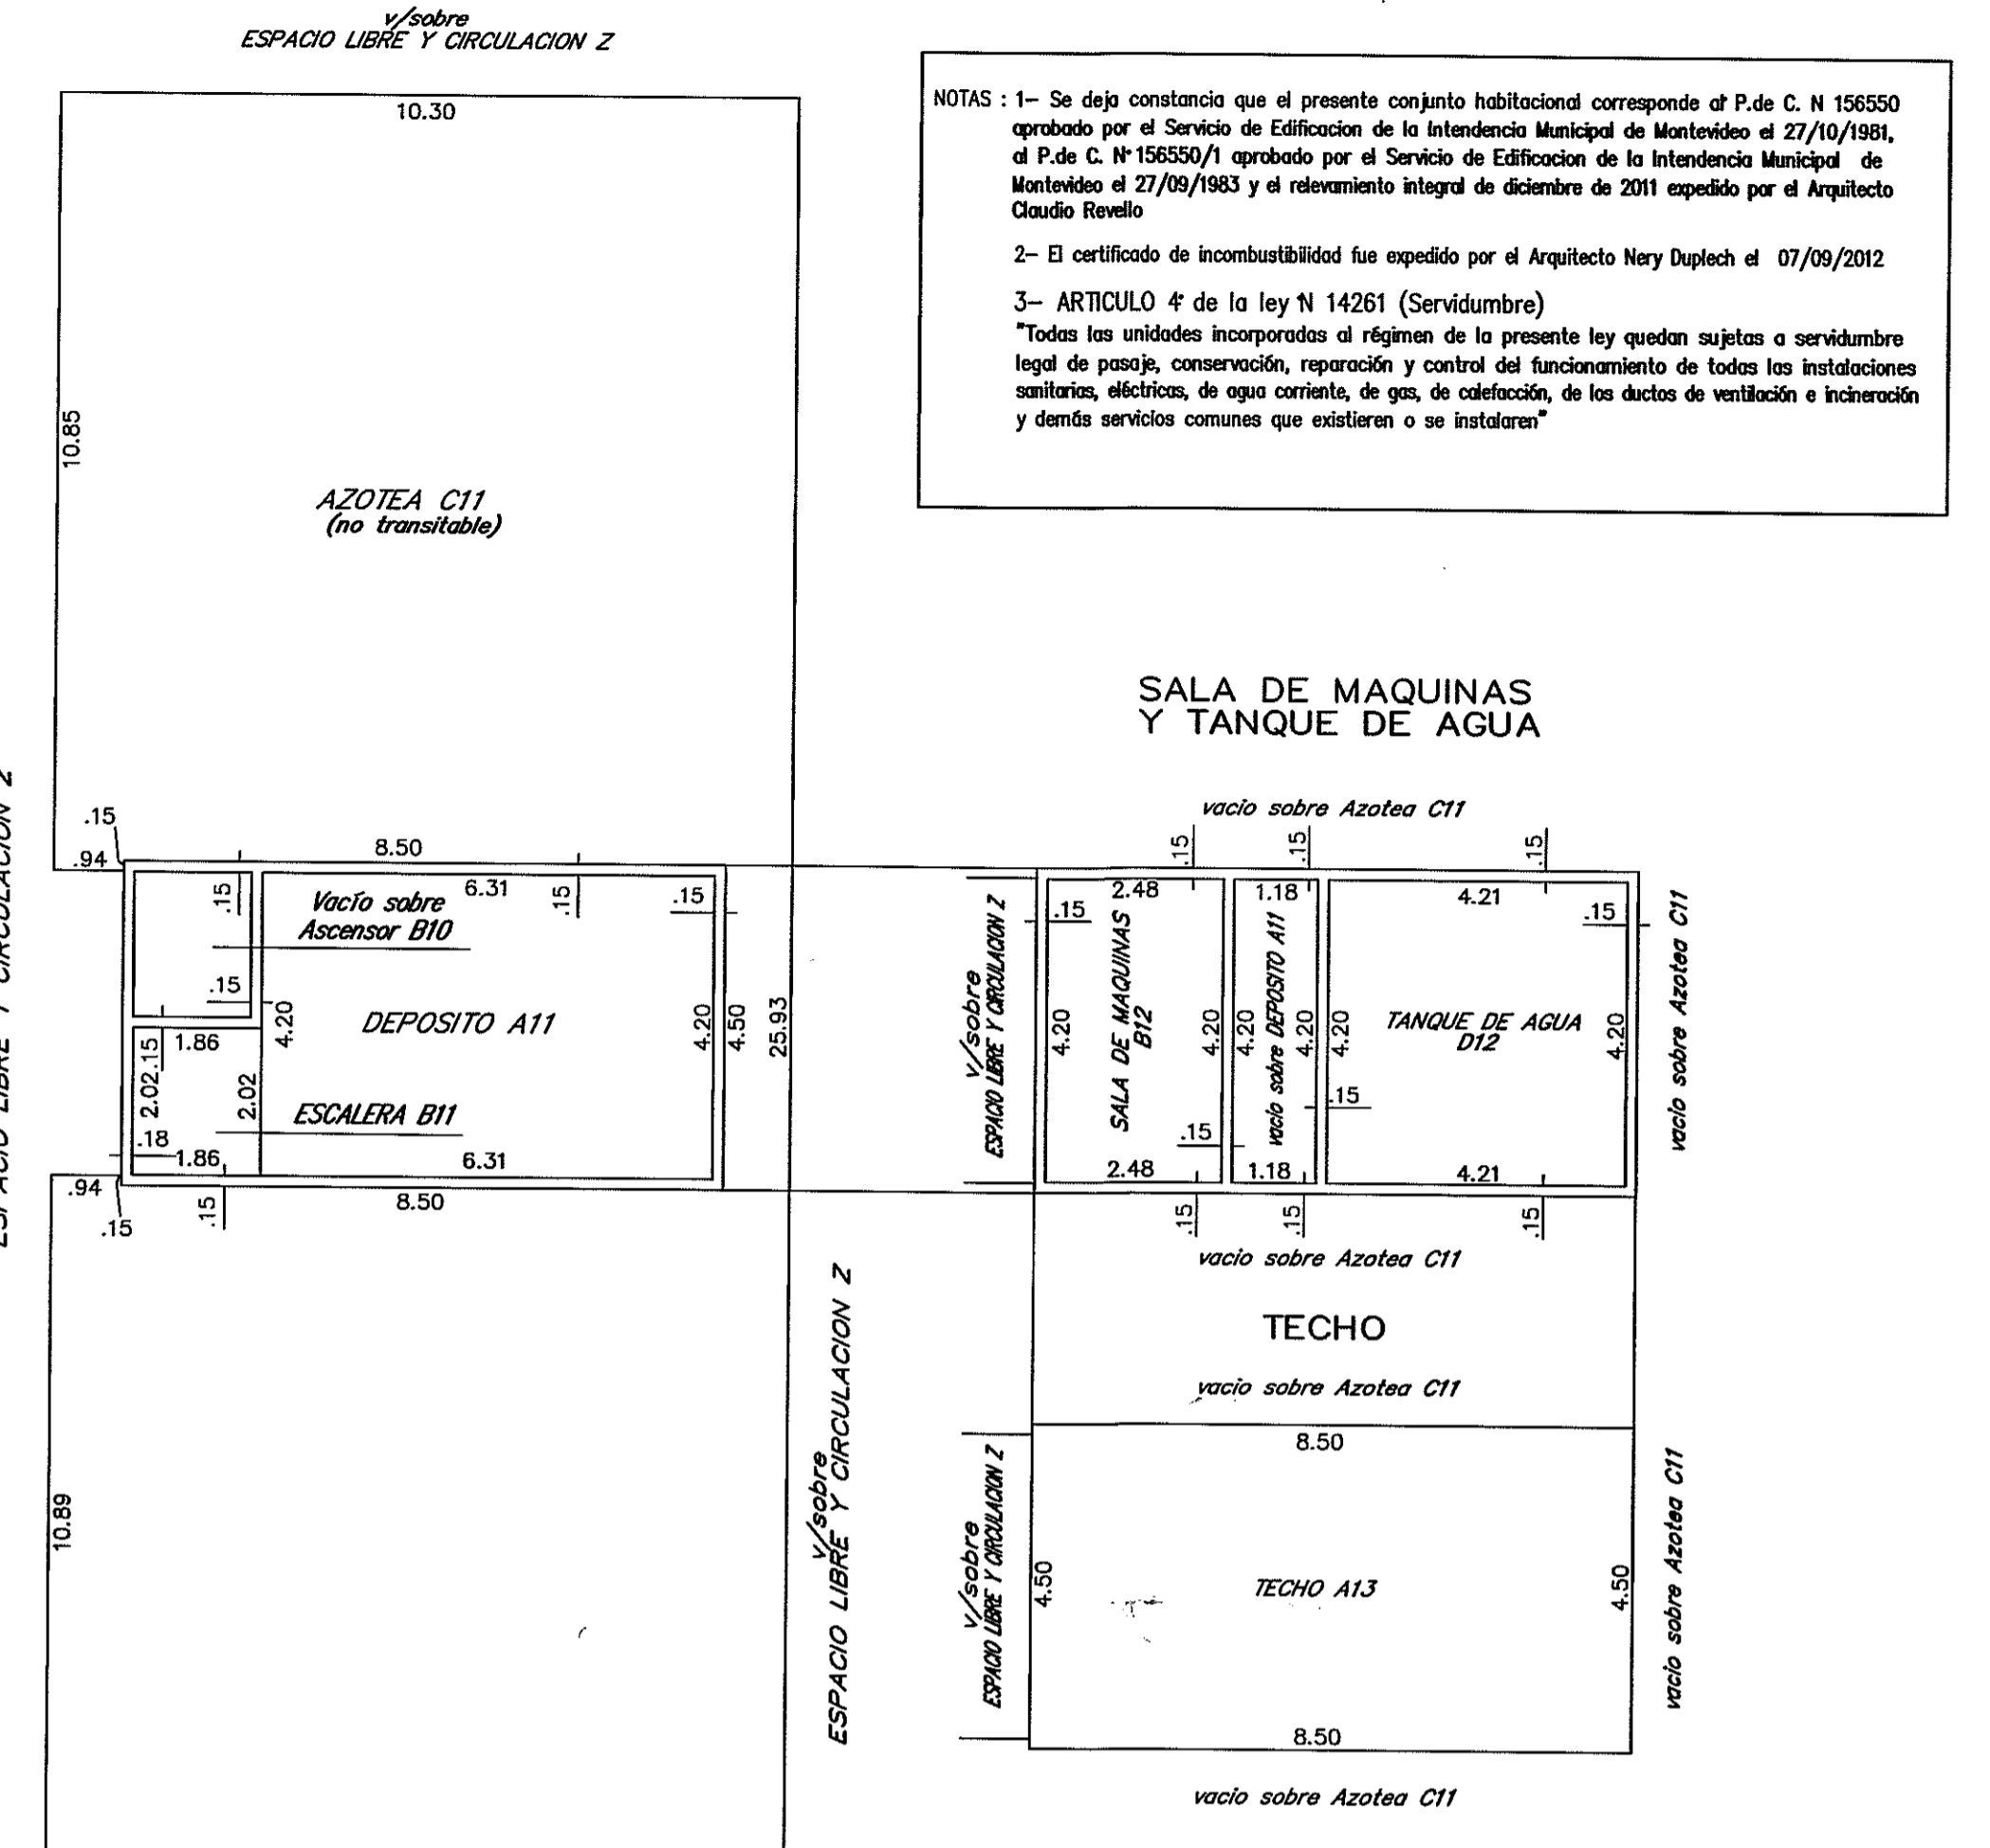 v/sobre
ESPACIO LIBRE Y CIRCULACION Z
10.30
10.85
AZOTEA C11
(no transitable)
NOTAS : 1- Se deja constancia que el presente conjunto habitacional corresponde al P.de C. N 156550
aprobado por el Servicio de Edificacion de la Intendencia Municipal de Montevideo el 27/10/1981,
al P.de C. N° 156550/1 aprobado por el Servicio de Edificacion de la Intendencia Municipal de
Montevideo el 27/09/1983 y el relevamiento integral de diciembre de 2011 expedido por el Arquitecto
Claudio Revello
2- El certificado de incombustibilidad fue expedido por el Arquitecto Nery Duplech el 07/09/2012
3- ARTICULO 4° de la ley N 14261 (Servidumbre)
"Todas las unidades incorporadas al régimen de la presente ley quedan sujetas a servidumbre
legal de pasaje, conservación, reparación y control del funcionamiento de todas las instalaciones
sanitarias, eléctricas, de agua corriente, de gas, de calefacción, de los ductos de ventilación e incineración
y demás servicios comunes que existieren o se instalaren"
ESPACIO LIBRE Y CIRCULACION Z
.15
.94
8.50
.15
Vacío sobre
Ascensor B10
6.31
.15
.15
.15
4.20
DEPOSITO A11
4.20
4.50
25.93
1.86
.15
2.02
2.02
ESCALERA B11
.18
1.86
6.31
.94
.15
.15
8.50
10.89
v/sobre
ESPACIO LIBRE Y CIRCULACION Z
SALA DE MAQUINAS
Y TANQUE DE AGUA
vacio sobre Azotea C11
.15
.15
.15
v/sobre
ESPACIO LIBRE Y CIRCULACION Z
.15
2.48
1.18
4.21
.15
4.20
SALA DE MAQUINAS
B12
4.20
4.20
vacio sobre DEPOSITO A11
4.20
4.20
TANQUE DE AGUA
D12
4.20
.15
.15
2.48
1.18
4.21
vacio sobre Azotea C11
.15
.15
.15
vacio sobre Azotea C11
TECHO
vacio sobre Azotea C11
8.50
v/sobre
ESPACIO LIBRE Y CIRCULACION Z
4.50
TECHO A13
4.50
vacio sobre Azotea C11
8.50
vacio sobre Azotea C11